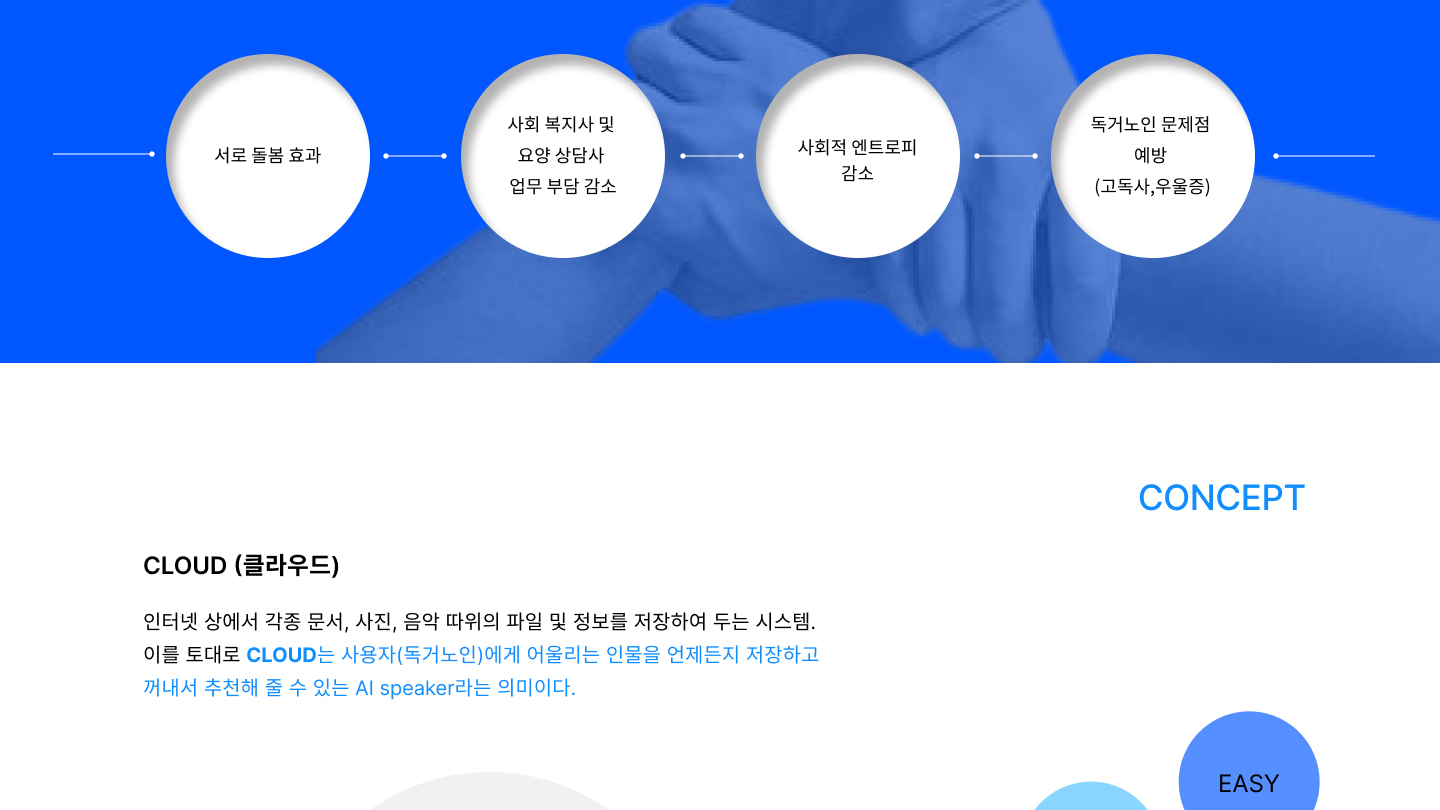 서로 돌봄 효과
사회 복지사 및
요양 상담사
업무 부담 감소
사회적 엔트로피
감소
독거노인 문제점
예방
(고독사,우울증)
CONCEPT
CLOUD (클라우드)
인터넷 상에서 각종 문서, 사진, 음악 따위의 파일 및 정보를 저장하여 두는 시스템.
이를 토대로 CLOUD는 사용자(독거노인)에게 어울리는 인물을 언제든지 저장하고
꺼내서 추천해 줄 수 있는 AI speaker라는 의미이다.
EASY